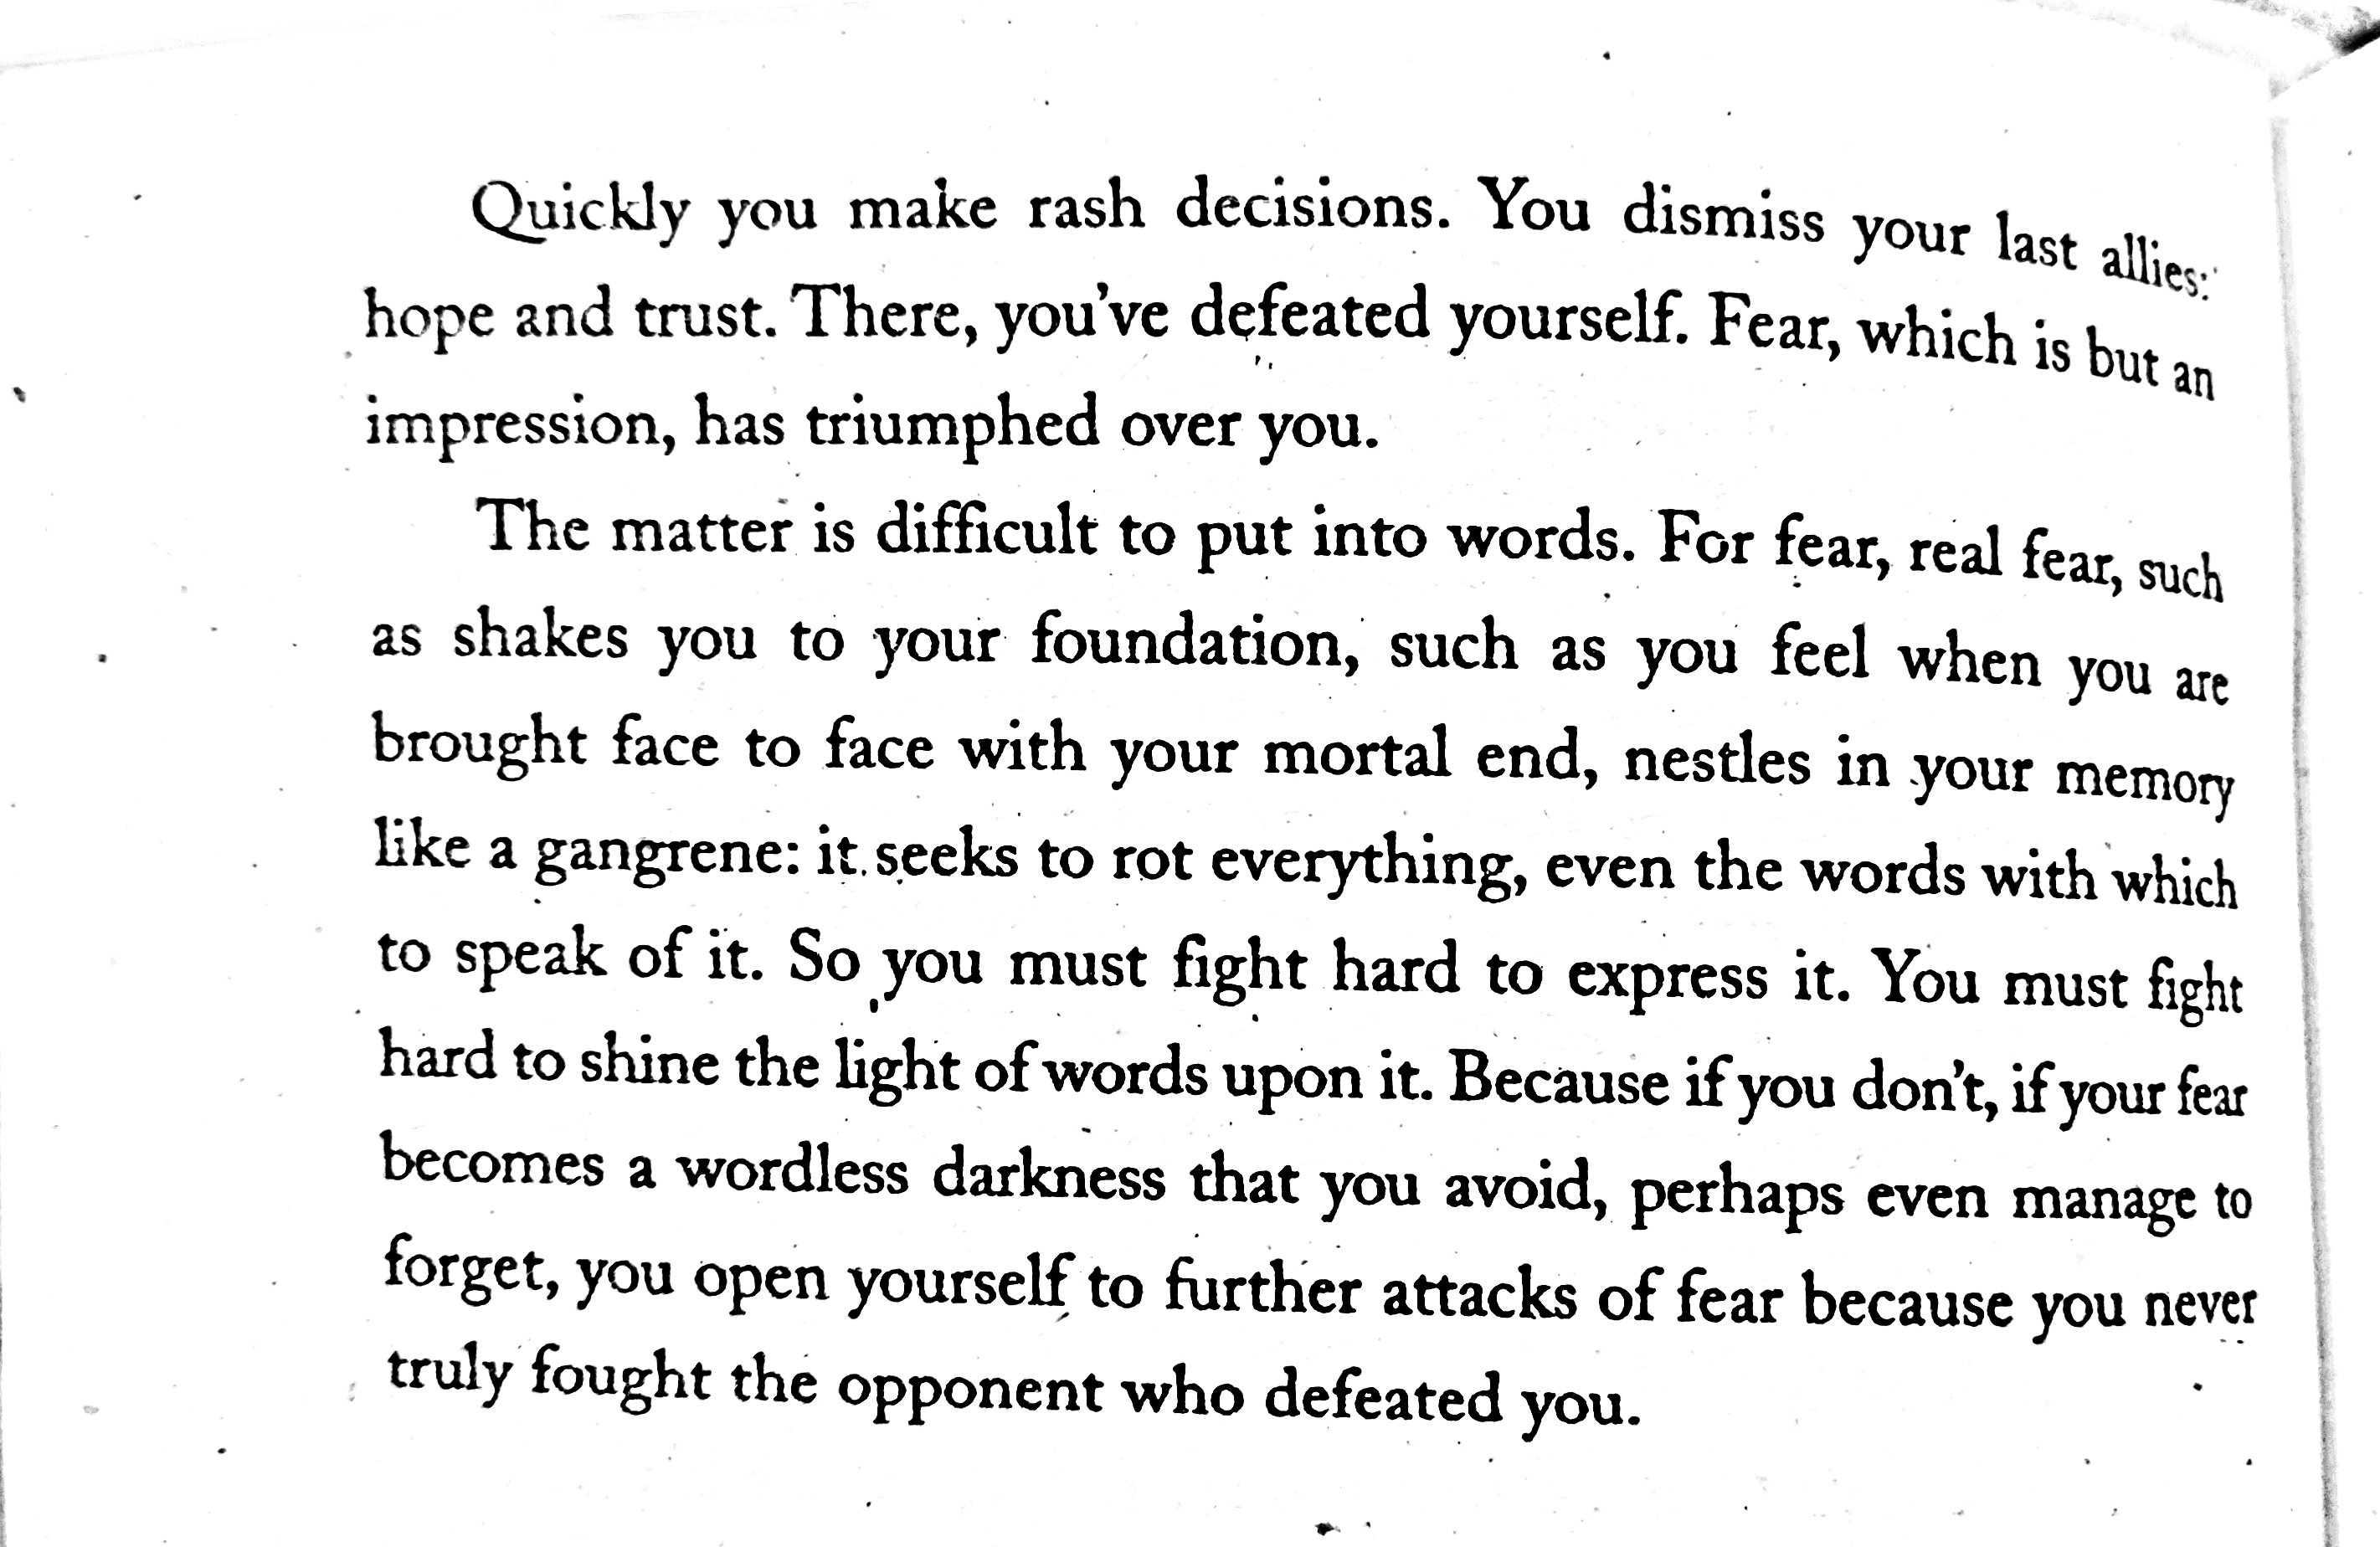 Quickly you make rash decisions. You dismiss your last allies:
hope and trust. There, you've defeated yourself. Fear, which is but an
impression, has triumphed over you.
The matter is difficult to put into words. For fear, real fear, such
as shakes you to your foundation, such as you feel when you are
brought face to face with your mortal end, nestles in your memory
like a gangrene: it seeks to rot everything, even the words with which
to speak of it. So you must fight hard to express it. You must fight
hard to shine the light of words upon it. Because if you don't, if your fear
becomes a wordless darkness that you avoid, perhaps even manage to
forget, you open yourself to further attacks of fear because you never
truly fought the opponent who defeated you.